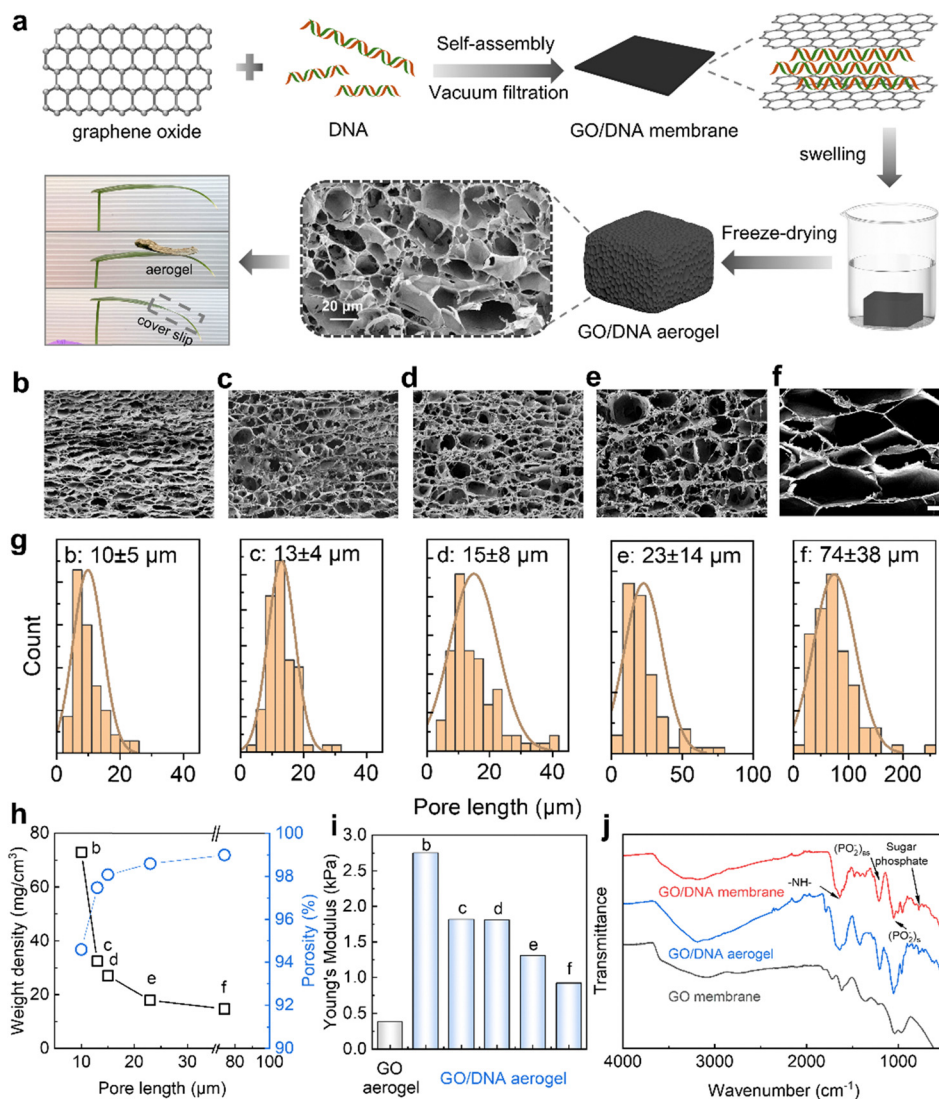 a
graphene oxide
DNA
Self-assembly
Vacuum filtration
GO/DNA membrane
swelling
Freeze-drying
GO/DNA aerogel
20 μm
aerogel
cover slip
b
c
d
e
f
g
b: 10±5 μm
c: 13±4 μm
d: 15±8 μm
e: 23±14 μm
f: 74±38 μm
Count
0 20 40
0 20 40
0 20 40
0 50 100
0 100 200
Pore length (μm)
h
Weight density (mg/cm³)
80
60
40
20
0
b
c
d
e
f
100
98
96
94
92
90
Porosity (%)
10 20 30 80 100
Pore length (μm)
i
Young's Modulus (kPa)
3.0
2.5
2.0
1.5
1.0
0.5
0.0
b
c
d
e
f
GO
aerogel
GO/DNA aerogel
j
Transmittance
GO/DNA membrane
GO/DNA aerogel
GO membrane
-NH-
(PO₂⁻)as
Sugar
phosphate
(PO₂⁻)s
4000 3000 2000 1000
Wavenumber (cm⁻¹)